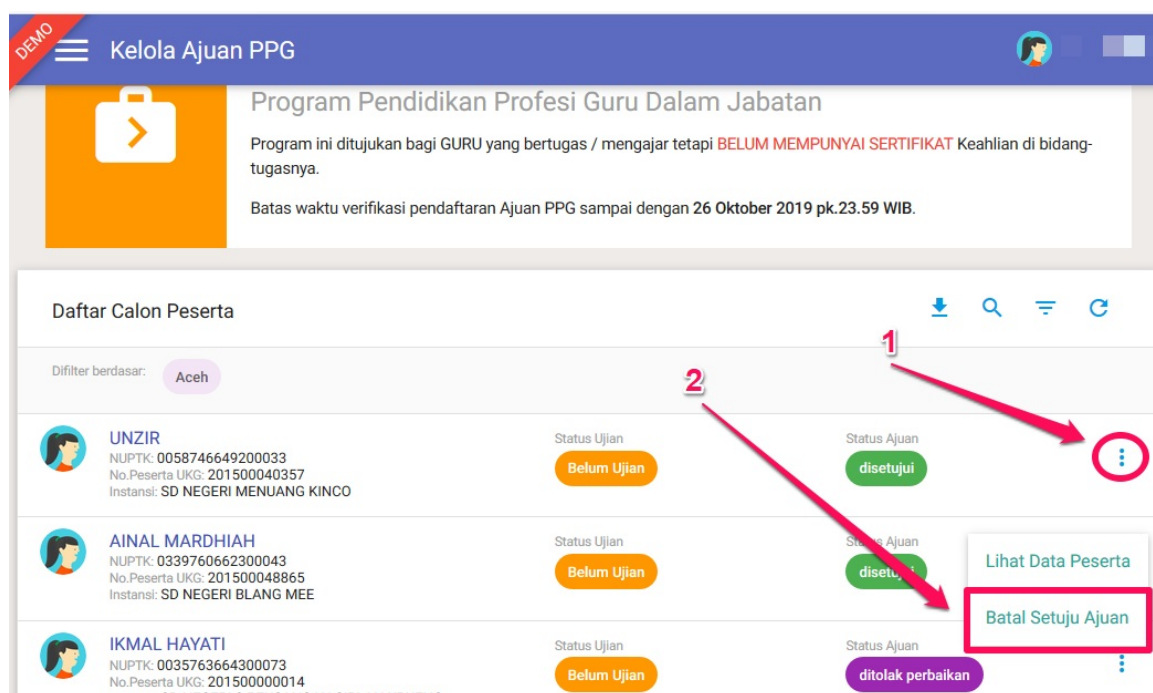 DEMO
Kelola Ajuan PPG
Program Pendidikan Profesi Guru Dalam Jabatan
Program ini ditujukan bagi GURU yang bertugas / mengajar tetapi BELUM MEMPUNYAI SERTIFIKAT Keahlian di bidang-
tugasnya.
Batas waktu verifikasi pendaftaran Ajuan PPG sampai dengan 26 Oktober 2019 pk.23.59 WIB.
Daftar Calon Peserta
1
Difilter berdasar: Aceh
2
UNZIR
NUPTK: 0058746649200033
No.Peserta UKG: 201500040357
Instansi: SD NEGERI MENUANG KINCO
Status Ujian
Belum Ujian
Status Ajuan
disetujui
AINAL MARDHIAH
NUPTK: 0339760662300043
No.Peserta UKG: 201500048865
Instansi: SD NEGERI BLANG MEE
Status Ujian
Belum Ujian
Status Ajuan
disetujui
Lihat Data Peserta
Batal Setuju Ajuan
IKMAL HAYATI
NUPTK: 0035763664300073
No.Peserta UKG: 201500000014
Status Ujian
Belum Ujian
Status Ajuan
ditolak perbaikan